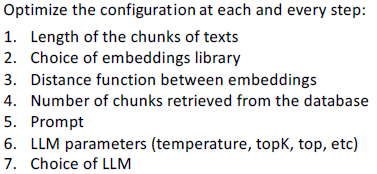 Optimize the configuration at each and every step:
1. Length of the chunks of texts
2. Choice of embeddings library
3. Distance function between embeddings
4. Number of chunks retrieved from the database
5. Prompt
6. LLM parameters (temperature, topK, top, etc)
7. Choice of LLM